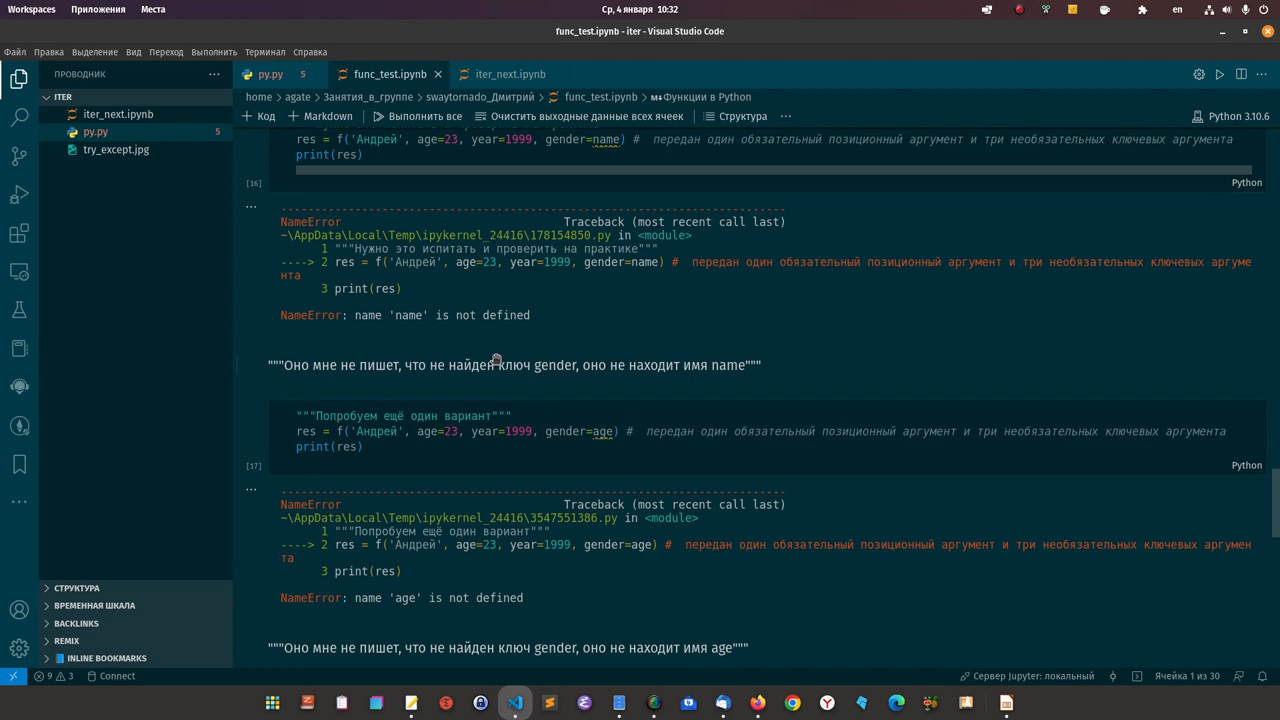 Workspaces Приложения Места Ср, 4 января 10:32 en
func_test.ipynb - iter - Visual Studio Code
Файл Правка Выделение Вид Переход Выполнить Терминал Справка
ПРОВОДНИК ··· py.py 5 func_test.ipynb iter_next.ipynb ···
ITER
iter_next.ipynb
py.py 5
try_except.jpg
СТРУКТУРА
ВРЕМЕННАЯ ШКАЛА
BACKLINKS
REMIX
INLINE BOOKMARKS
home > agate > Занятия_в_группе > swaytornado_Дмитрий > func_test.ipynb > Функции в Python
+ Код + Markdown Выполнить все Очистить выходные данные всех ячеек Структура ··· Python 3.10.6
res = f('Андрей', age=23, year=1999, gender=name) # передан один обязательный позиционный аргумент и три необязательных ключевых аргумента
print(res)
[16] Python
...
---------------------------------------------------------------------------
NameError Traceback (most recent call last)
~\AppData\Local\Temp\ipykernel_24416\178154850.py in <module>
1 """Нужно это испитать и проверить на практике"""
----> 2 res = f('Андрей', age=23, year=1999, gender=name) # передан один обязательный позиционный аргумент и три необязательных ключевых аргуме
нта
3 print(res)
NameError: name 'name' is not defined
"""Оно мне не пишет, что не найден ключ gender, оно не находит имя name"""
"""Попробуем ещё один вариант"""
res = f('Андрей', age=23, year=1999, gender=age) # передан один обязательный позиционный аргумент и три необязательных ключевых аргумента
print(res)
[17] Python
...
---------------------------------------------------------------------------
NameError Traceback (most recent call last)
~\AppData\Local\Temp\ipykernel_24416\3547551386.py in <module>
1 """Попробуем ещё один вариант"""
----> 2 res = f('Андрей', age=23, year=1999, gender=age) # передан один обязательный позиционный аргумент и три необязательных ключевых аргумен
та
3 print(res)
NameError: name 'age' is not defined
"""Оно мне не пишет, что не найден ключ gender, оно не находит имя age"""
9 3 Connect Сервер Jupyter: локальный Ячейка 1 из 30